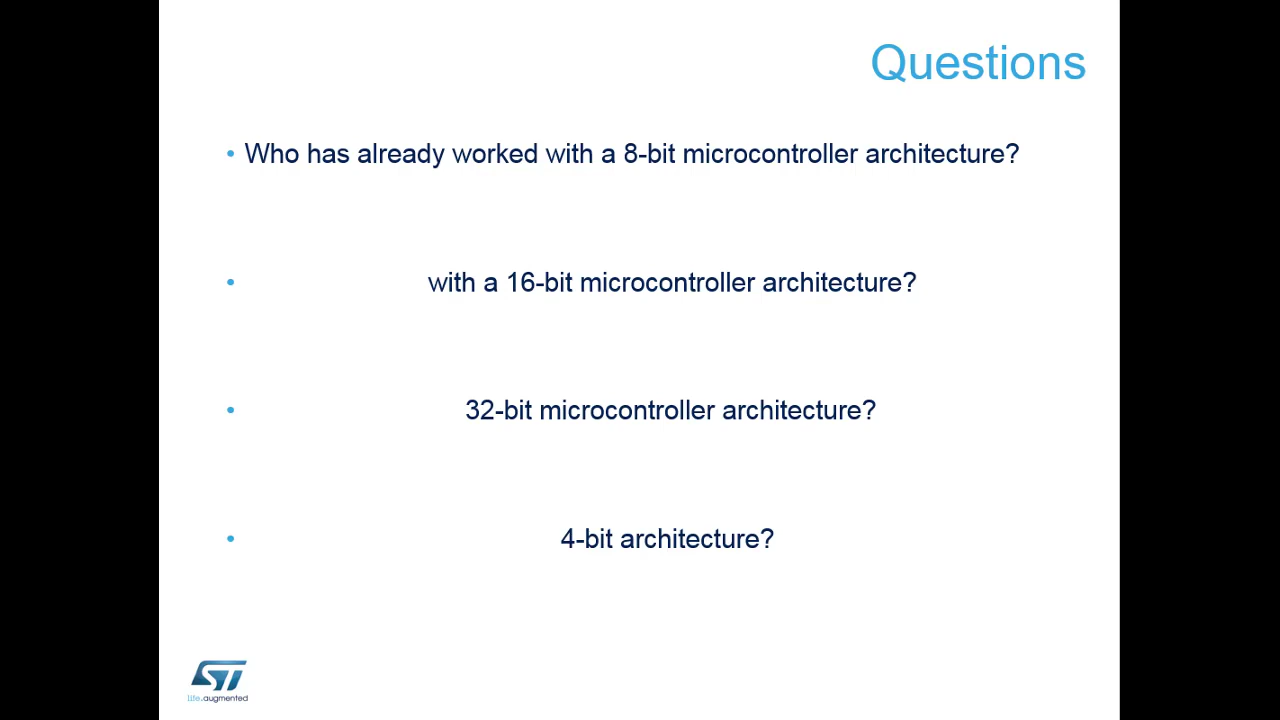 Questions
• Who has already worked with a 8-bit microcontroller architecture?
• with a 16-bit microcontroller architecture?
• 32-bit microcontroller architecture?
• 4-bit architecture?
ST
life.augmented